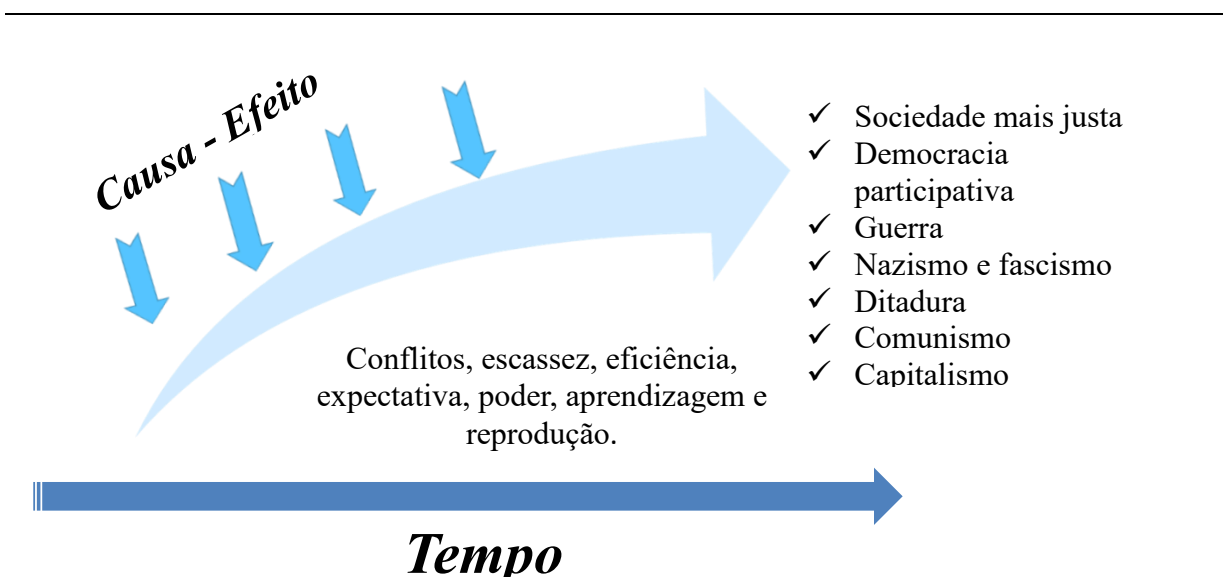 Causa - Efeito
✓ Sociedade mais justa
✓ Democracia
participativa
✓ Guerra
✓ Nazismo e fascismo
✓ Ditadura
✓ Comunismo
✓ Capitalismo
Conflitos, escassez, eficiência,
expectativa, poder, aprendizagem e
reprodução.
Tempo